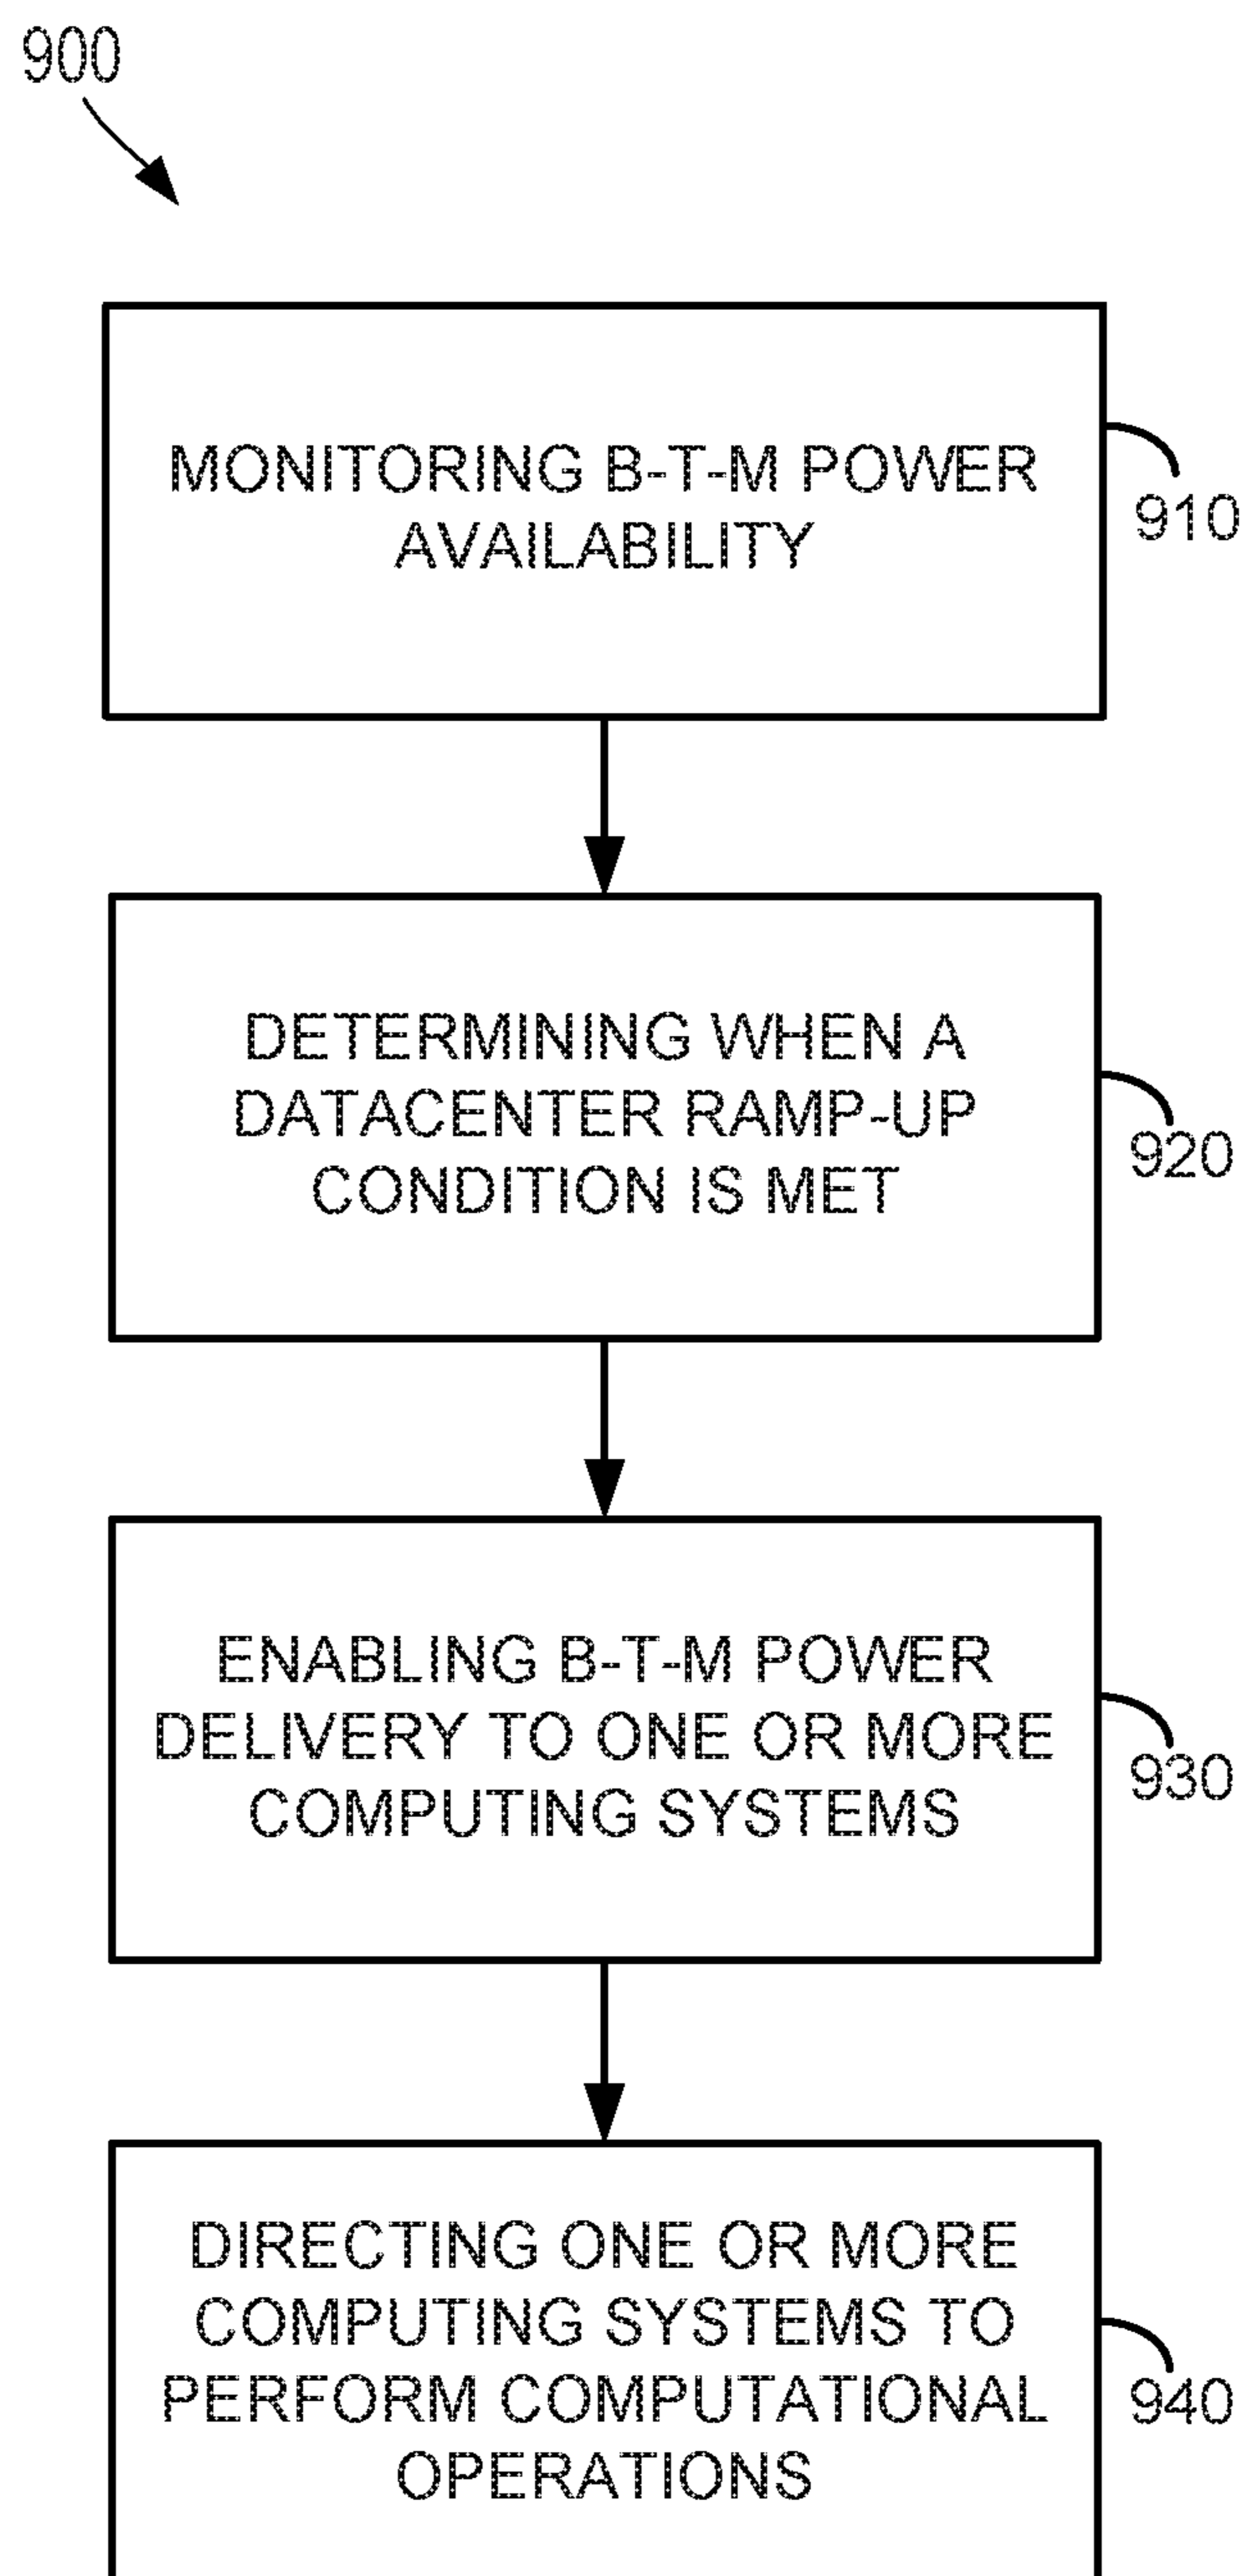 900
MONITORING B-T-M POWER
AVAILABILITY
910
DETERMINING WHEN A
DATACENTER RAMP-UP
CONDITION IS MET
920
ENABLING B-T-M POWER
DELIVERY TO ONE OR MORE
COMPUTING SYSTEMS
930
DIRECTING ONE OR MORE
COMPUTING SYSTEMS TO
PERFORM COMPUTATIONAL
OPERATIONS
940